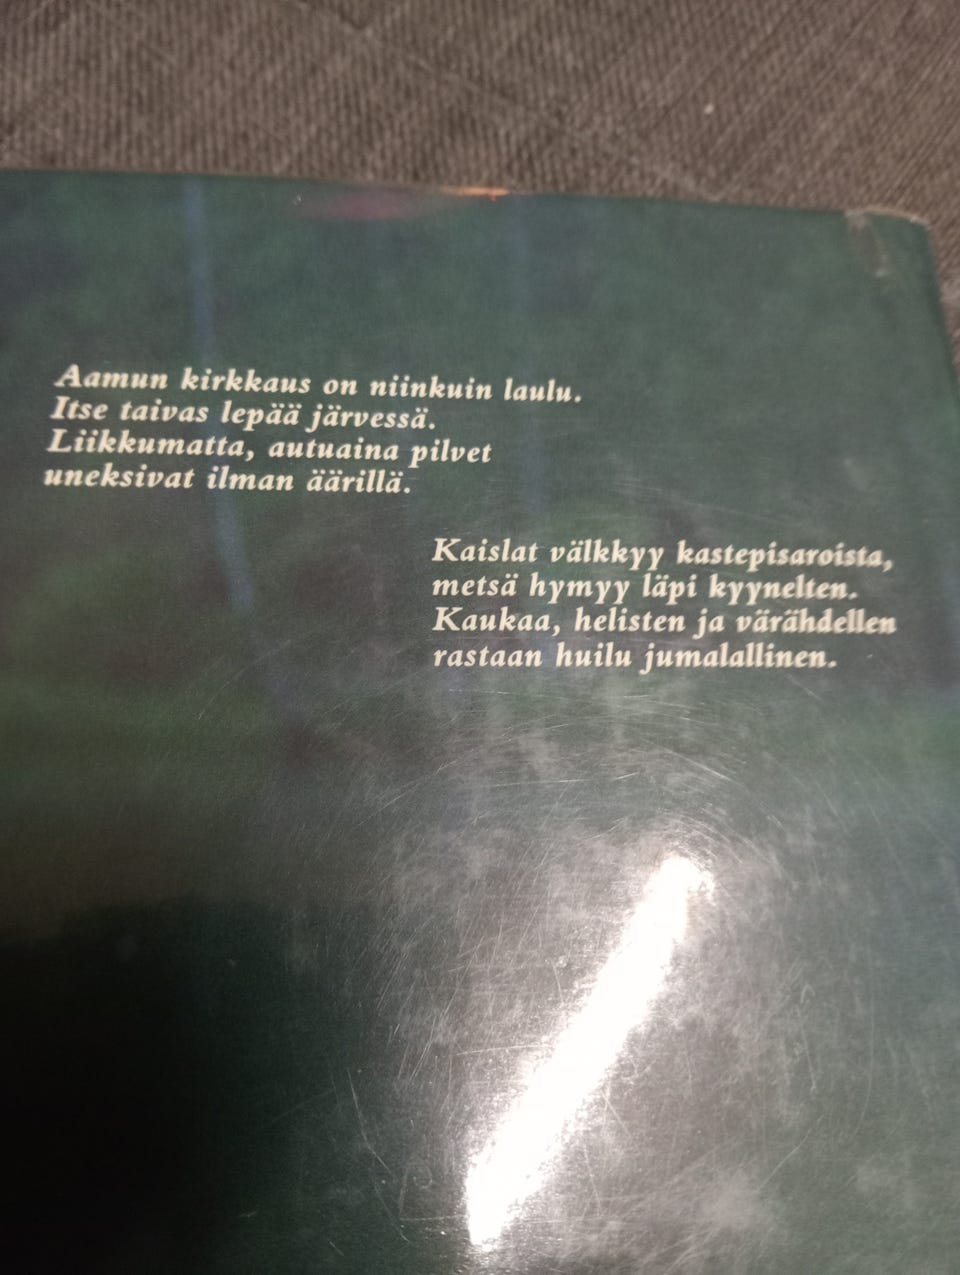 Aamun kirkkaus on niinkuin laulu.
Itse taivas lepää järvessä.
Liikkumatta, autuaina pilvet
uneksivat ilman äärillä.
Kaislat välkkyy kastepisaroista,
metsä hymyy läpi kyynelten.
Kaukaa, helisten ja värähdellen
rastaan huilu jumalallinen.